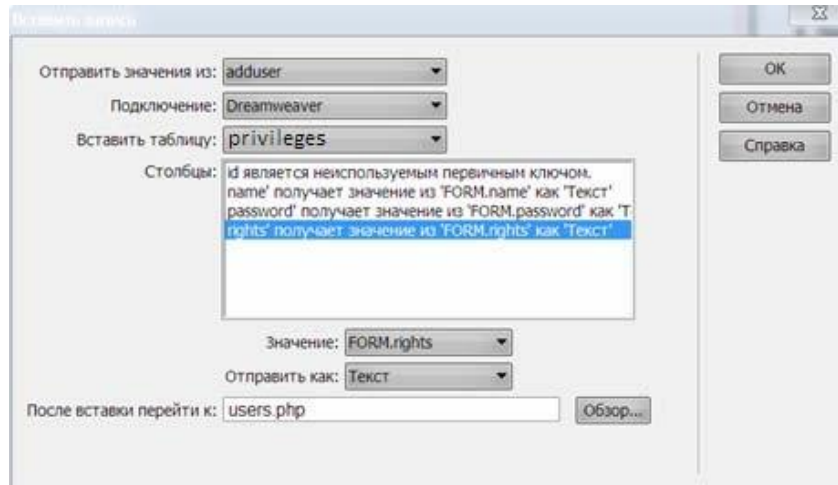 Вставить запись
Отправить значения из: adduser
OK
Подключение: Dreamweaver
Отмена
Вставить таблицу: privileges
Справка
Столбцы:
id является неиспользуемым первичным ключом.
name' получает значение из 'FORM.name' как 'Текст'
password' получает значение из 'FORM.password' как 'Т
rights' получает значение из 'FORM.rights' как 'Текст'
Значение: FORM.rights
Отправить как: Текст
После вставки перейти к: users.php
Обзор...